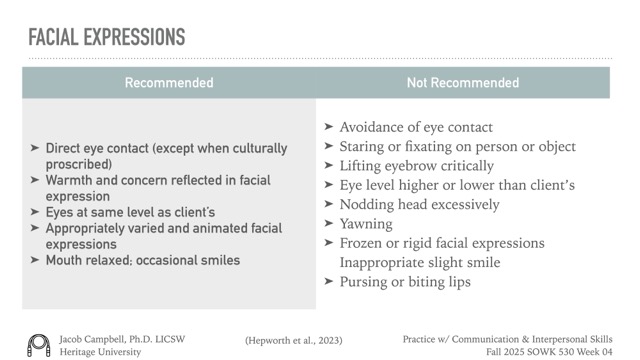 FACIAL EXPRESSIONS
Recommended
Not Recommended
➤ Direct eye contact (except when culturally
proscribed)
➤ Warmth and concern reflected in facial
expression
➤ Eyes at same level as client's
➤ Appropriately varied and animated facial
expressions
➤ Mouth relaxed; occasional smiles
➤ Avoidance of eye contact
➤ Staring or fixating on person or object
➤ Lifting eyebrow critically
➤ Eye level higher or lower than client's
➤ Nodding head excessively
➤ Yawning
➤ Frozen or rigid facial expressions
Inappropriate slight smile
➤ Pursing or biting lips
Jacob Campbell, Ph.D. LICSW
Heritage University
(Hepworth et al., 2023)
Practice w/ Communication & Interpersonal Skills
Fall 2025 SOWK 530 Week 04